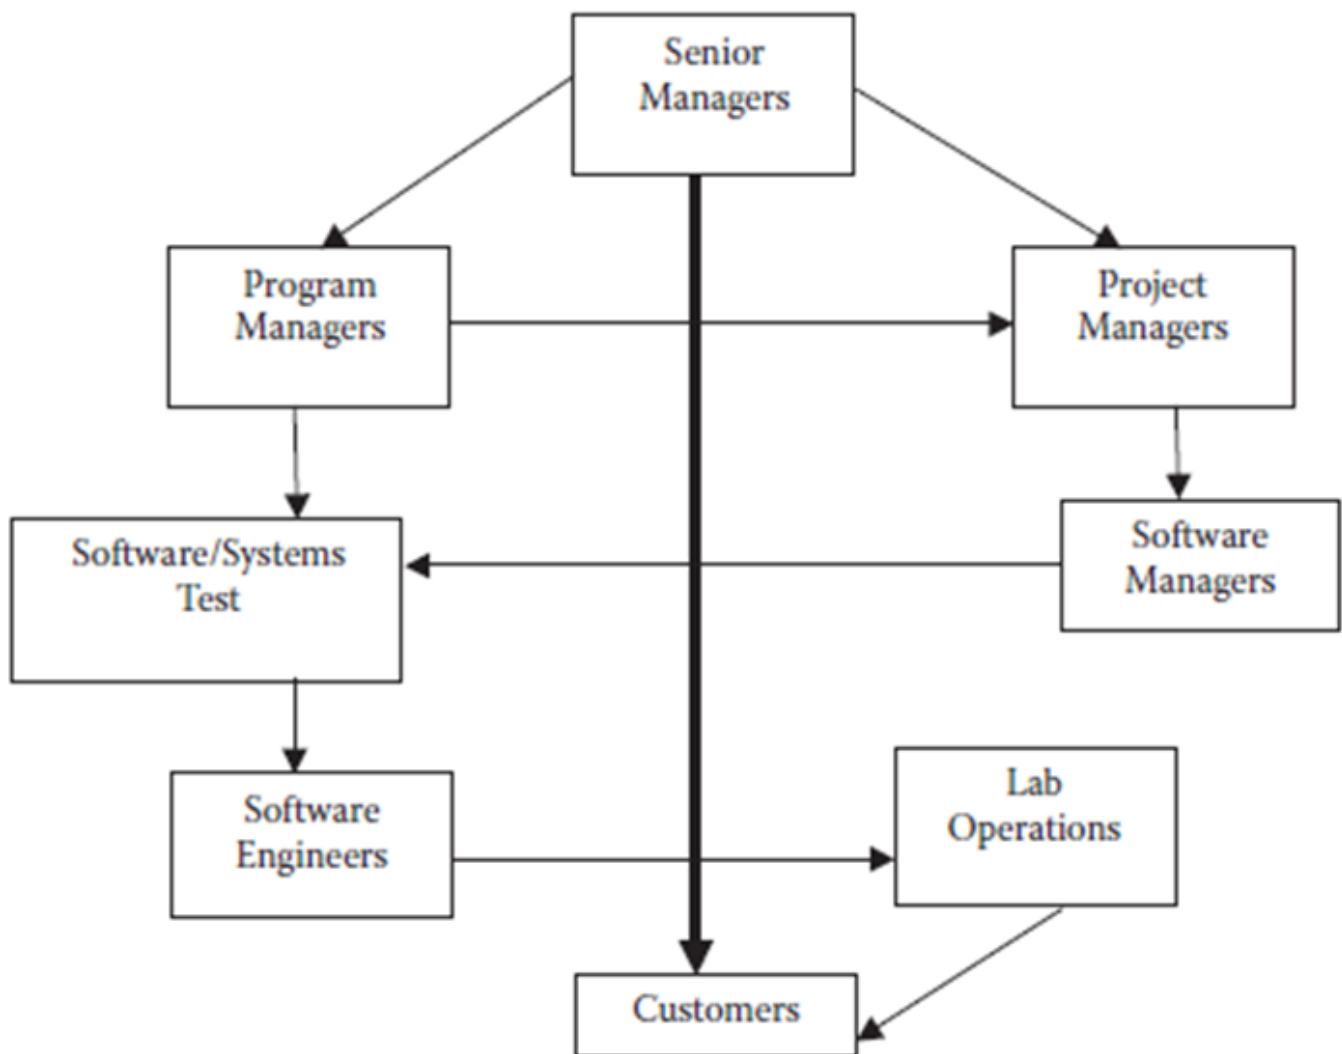 Senior
Managers
Program
Managers
Project
Managers
Software/Systems
Test
Software
Managers
Software
Engineers
Lab
Operations
Customers